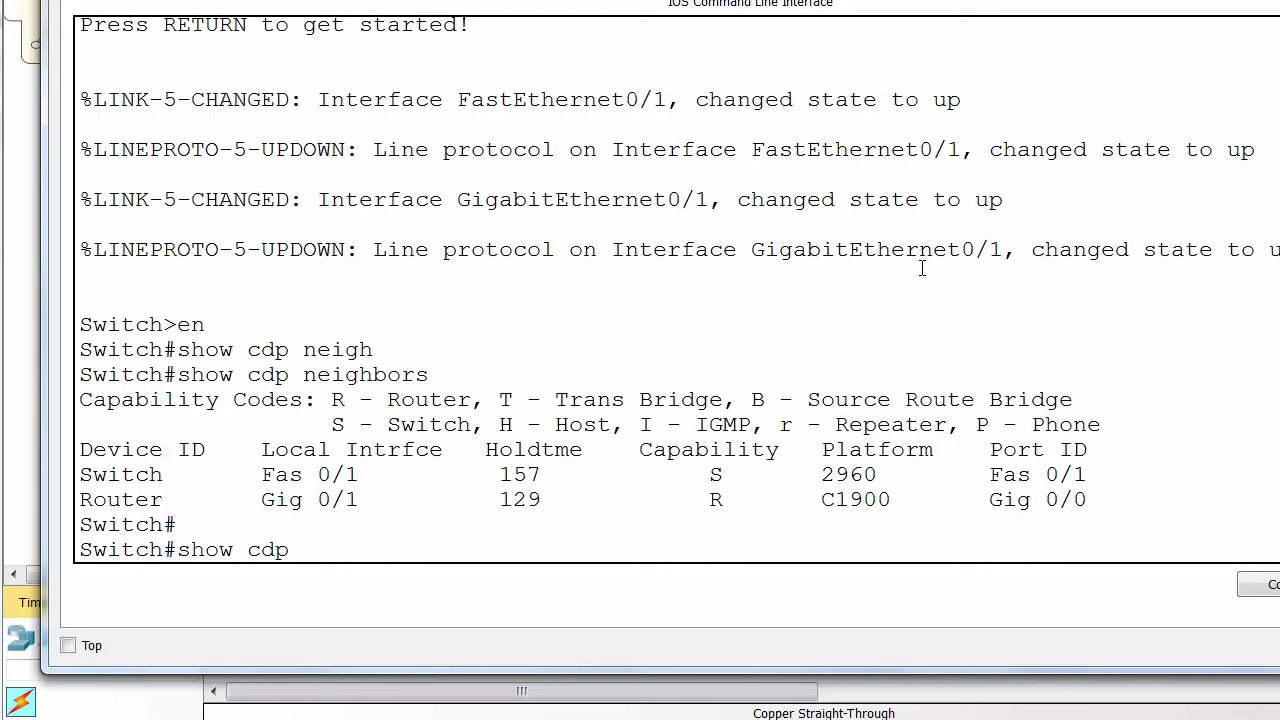 IOS Command Line Interface
Press RETURN to get started!
%LINK-5-CHANGED: Interface FastEthernet0/1, changed state to up
%LINEPROTO-5-UPDOWN: Line protocol on Interface FastEthernet0/1, changed state to up
%LINK-5-CHANGED: Interface GigabitEthernet0/1, changed state to up
%LINEPROTO-5-UPDOWN: Line protocol on Interface GigabitEthernet0/1, changed state to u
Switch>en
Switch#show cdp neigh
Switch#show cdp neighbors
Capability Codes: R - Router, T - Trans Bridge, B - Source Route Bridge
S - Switch, H - Host, I - IGMP, r - Repeater, P - Phone
Device ID Local Intrfce Holdtme Capability Platform Port ID
Switch Fas 0/1 157 S 2960 Fas 0/1
Router Gig 0/1 129 R C1900 Gig 0/0
Switch#
Switch#show cdp
Co
Tim
Top
Copper Straight-Through